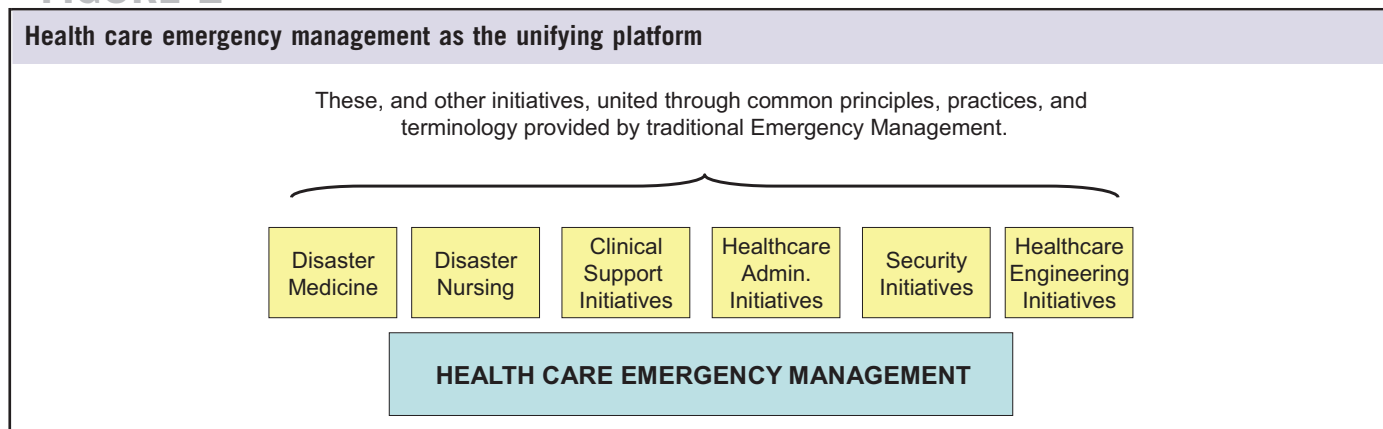 Health care emergency management as the unifying platform
These, and other initiatives, united through common principles, practices, and
terminology provided by traditional Emergency Management.
Disaster
Medicine
Disaster
Nursing
Clinical
Support
Initiatives
Healthcare
Admin.
Initiatives
Security
Initiatives
Healthcare
Engineering
Initiatives
HEALTH CARE EMERGENCY MANAGEMENT